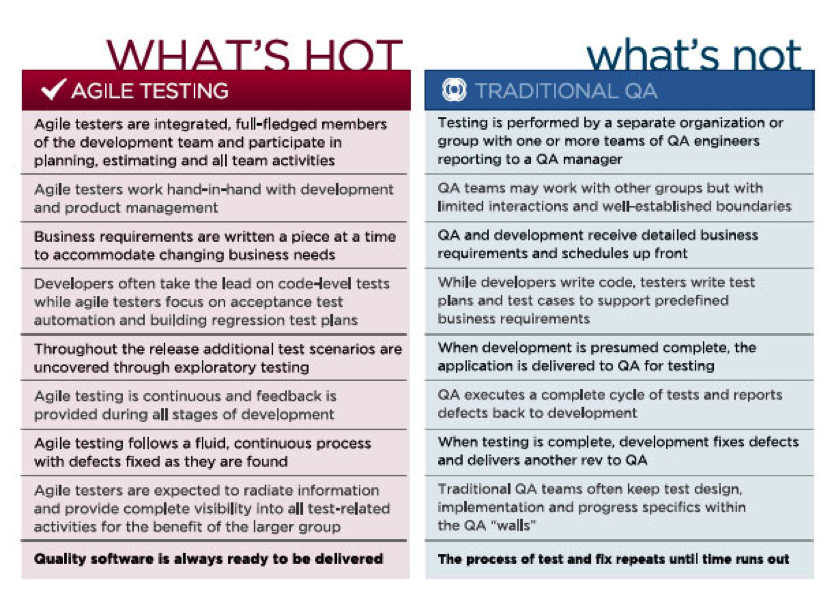 WHAT'S HOT
AGILE TESTING
Agile testers are integrated, full-fledged members
of the development team and participate in
planning, estimating and all team activities
Agile testers work hand-in-hand with development
and product management
Business requirements are written a piece at a time
to accommodate changing business needs
Developers often take the lead on code-level tests
while agile testers focus on acceptance test
automation and building regression test plans
Throughout the release additional test scenarios are
uncovered through exploratory testing
Agile testing is continuous and feedback is
provided during all stages of development
Agile testing follows a fluid, continuous process
with defects fixed as they are found
Agile testers are expected to radiate information
and provide complete visibility into all test-related
activities for the benefit of the larger group
Quality software is always ready to be delivered
what's not
TRADITIONAL QA
Testing is performed by a separate organization or
group with one or more teams of QA engineers
reporting to a QA manager
QA teams may work with other groups but with
limited interactions and well-established boundaries
QA and development receive detailed business
requirements and schedules up front
While developers write code, testers write test
plans and test cases to support predefined
business requirements
When development is presumed complete, the
application is delivered to QA for testing
QA executes a complete cycle of tests and reports
defects back to development
When testing is complete, development fixes defects
and delivers another rev to QA
Traditional QA teams often keep test design,
implementation and progress specifics within
the QA “walls”
The process of test and fix repeats until time runs out